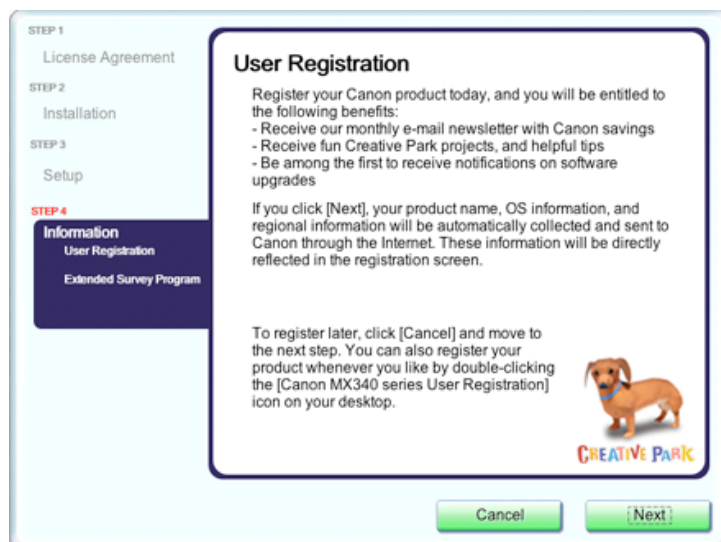 STEP 1
License Agreement
STEP 2
Installation
STEP 3
Setup
STEP 4
Information
User Registration
Extended Survey Program
User Registration
Register your Canon product today, and you will be entitled to
the following benefits:
- Receive our monthly e-mail newsletter with Canon savings
- Receive fun Creative Park projects, and helpful tips
- Be among the first to receive notifications on software
upgrades
If you click [Next], your product name, OS information, and
regional information will be automatically collected and sent to
Canon through the Internet. These information will be directly
reflected in the registration screen.
To register later, click [Cancel] and move to
the next step. You can also register your
product whenever you like by double-clicking
the [Canon MX340 series User Registration]
icon on your desktop.
CREATIVE PARK
Cancel
Next